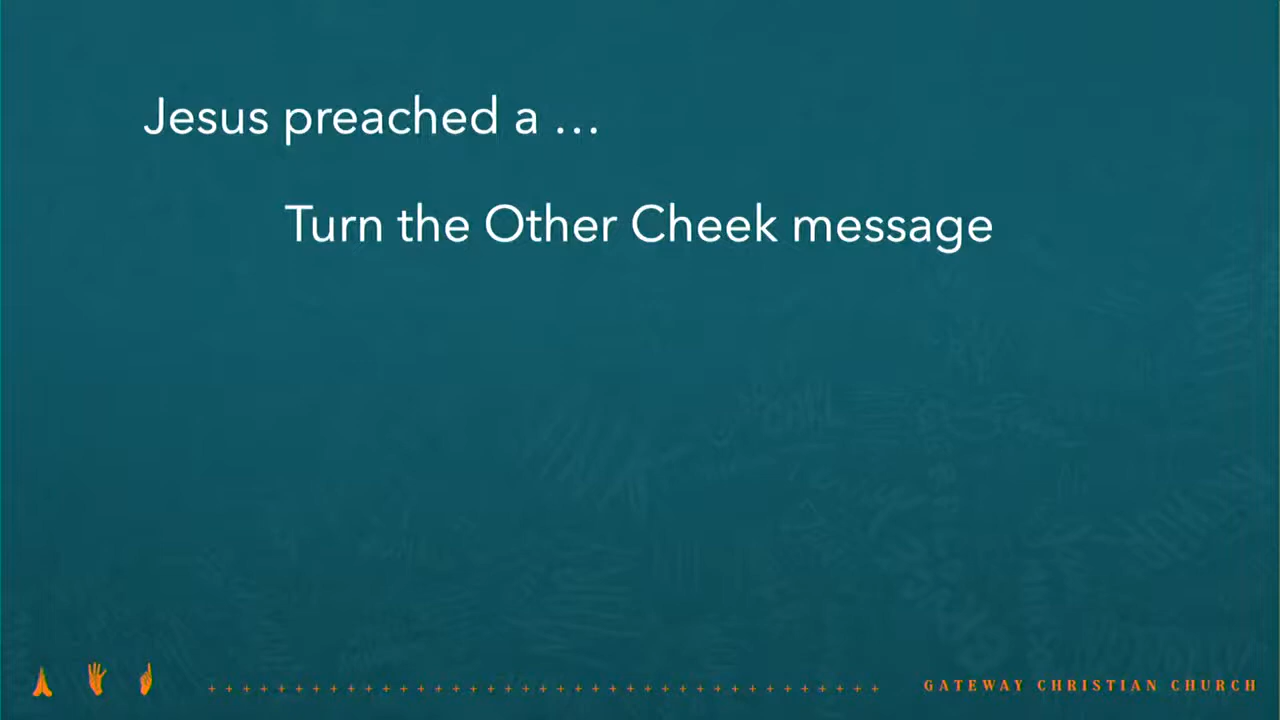 Jesus preached a …
Turn the Other Cheek message
GATEWAY CHRISTIAN CHURCH